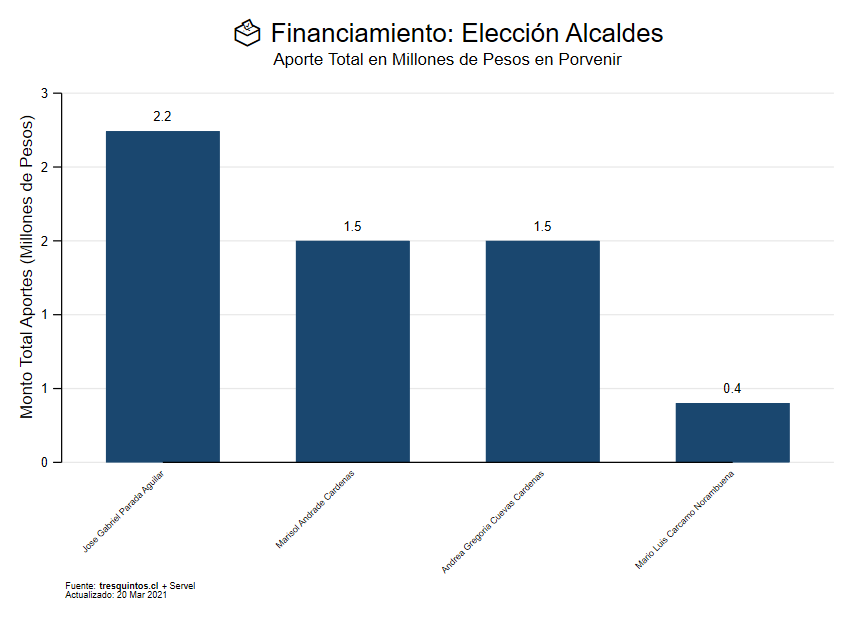 Financiamiento: Elección Alcaldes
Aporte Total en Millones de Pesos en Porvenir
Monto Total Aportes (Millones de Pesos)
3
2
2
1
1
0
2.2
1.5
1.5
0.4
Jose Gabriel Parada Aguilar
Marisol Andrade Cardenas
Andrea Gregoria Cuevas Cardenas
Mario Luis Carcamo Norambuena
Fuente: tresquintos.cl + Servel
Actualizado: 20 Mar 2021